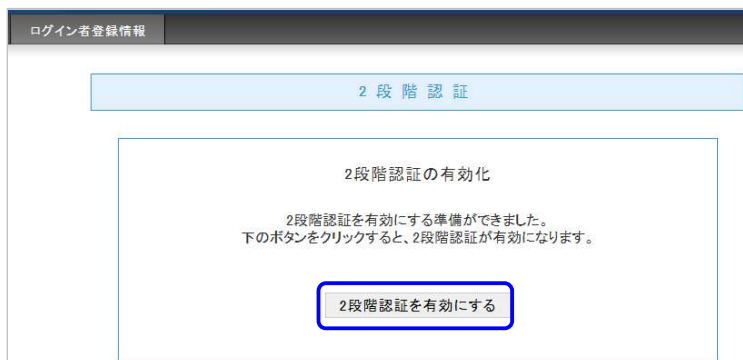 ログイン者登録情報
2段階認証
2段階認証の有効化
2段階認証を有効にする準備ができました。
下のボタンをクリックすると、2段階認証が有効になります。
2段階認証を有効にする